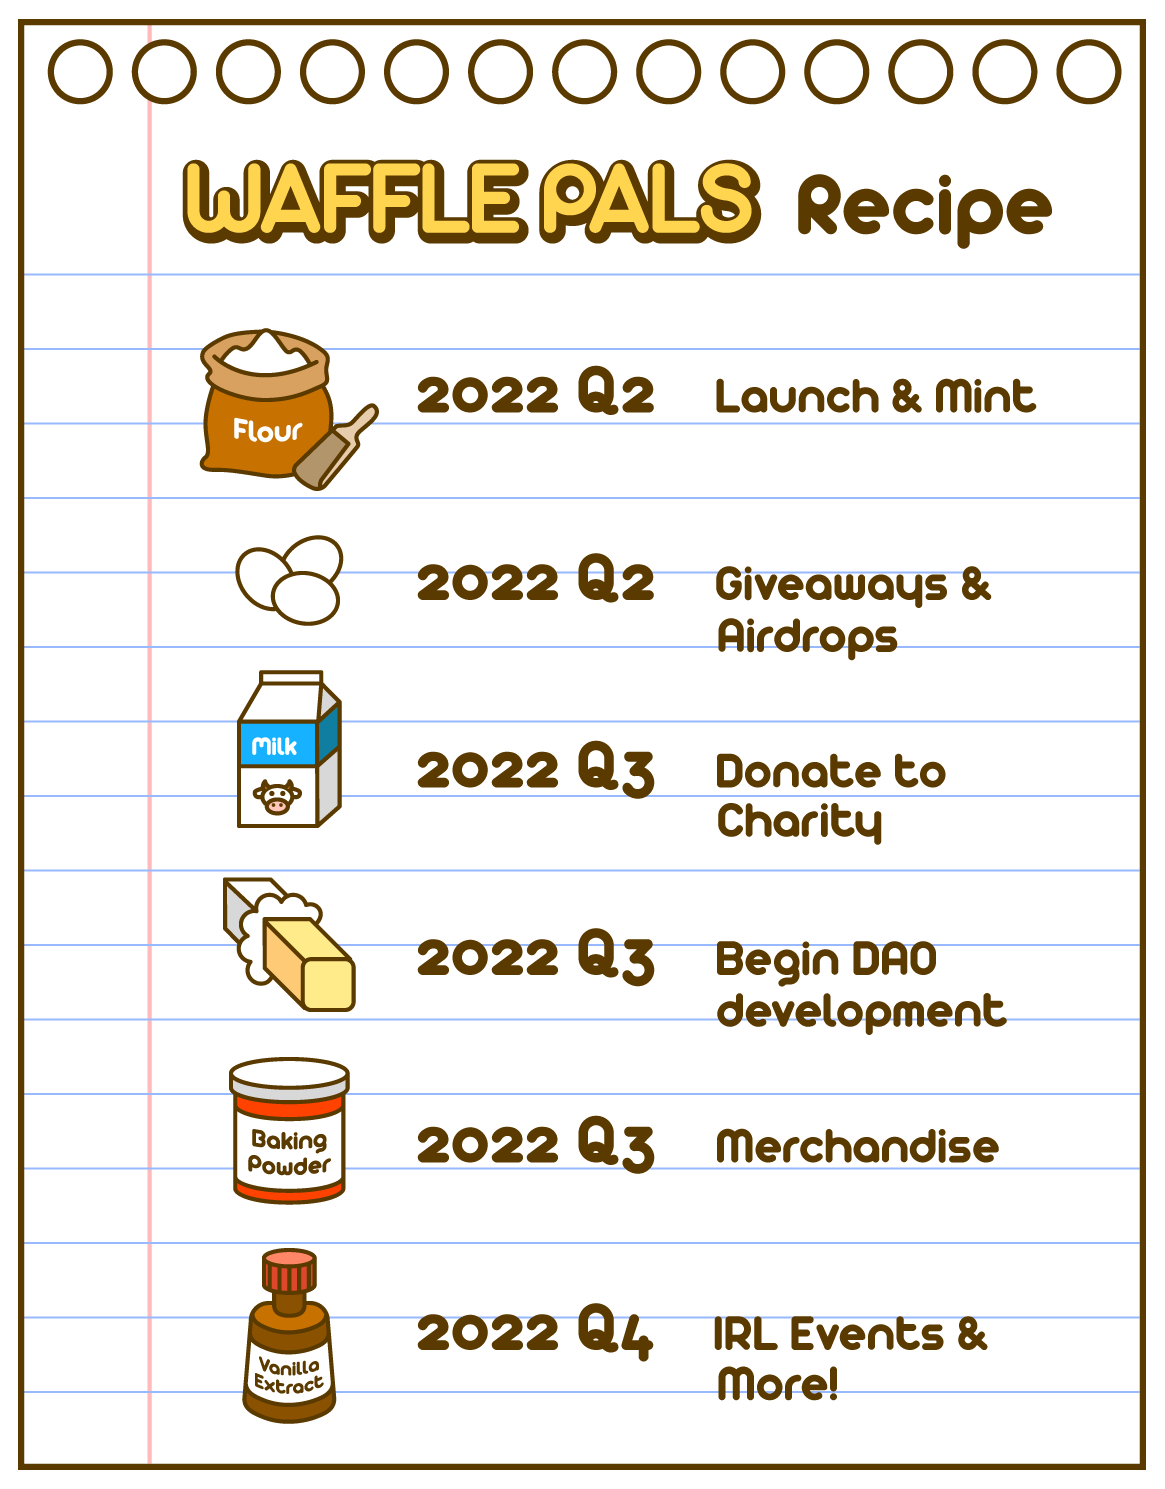 WAFFLE PALS Recipe
Flour
2022 Q2 Launch & Mint
2022 Q2 Giveaways &
Airdrops
Milk
2022 Q3 Donate to
Charity
2022 Q3 Begin DAO
development
Baking
Powder
2022 Q3 Merchandise
Vanilla
Extract
2022 Q4 IRL Events &
More!